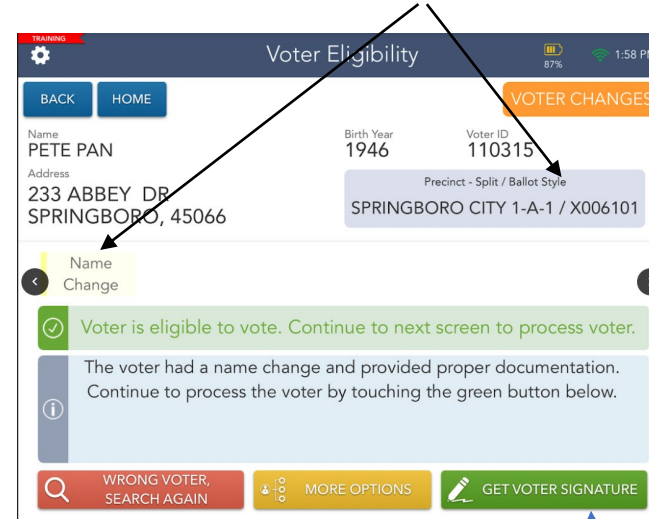 TRAINING
Voter Eligibility
87%
1:58 PM
BACK
HOME
VOTER CHANGES
Name
PETE PAN
Birth Year
1946
Voter ID
110315
Address
233 ABBEY DR
SPRINGBORO, 45066
Precinct - Split / Ballot Style
SPRINGBORO CITY 1-A-1 / X006101
Name
Change
Voter is eligible to vote. Continue to next screen to process voter.
The voter had a name change and provided proper documentation.
Continue to process the voter by touching the green button below.
WRONG VOTER,
SEARCH AGAIN
MORE OPTIONS
GET VOTER SIGNATURE